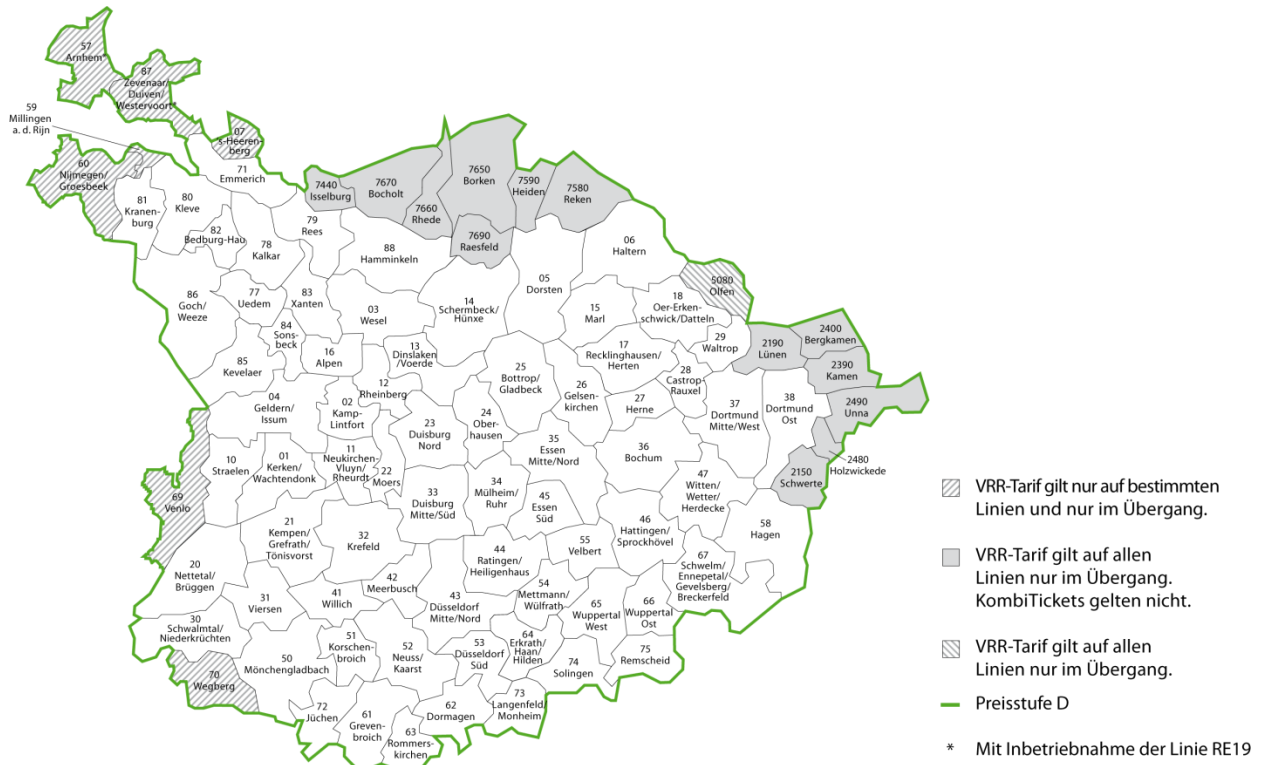 57
Arnhem*
87
Zevenaar/
Duiven/
Westervoort*
59
Millingen
a. d. Rijn
07
's-Heeren-
berg
60
Nijmegen/
Groesbeek
71
Emmerich
81
Kranen-
burg
80
Kleve
82
Bedburg-Hau
7440
Isselburg
7670
Bocholt
7660
Rhede
7650
Borken
7590
Heiden
7580
Reken
7690
Raesfeld
79
Rees
78
Kalkar
88
Hamminkeln
06
Haltern
05
Dorsten
5080
Olfen
86
Goch/
Weeze
77
Uedem
83
Xanten
03
Wesel
14
Schermbeck/
Hünxe
15
Marl
18
Oer-Erken-
schwick/Datteln
84
Sons-
beck
16
Alpen
13
Dinslaken
/Voerde
17
Recklinghausen/
Herten
29
Waltrop
2190
Lünen
2400
Bergkamen
2390
Kamen
85
Kevelaer
25
Bottrop/
Gladbeck
28
Castrop-
Rauxel
04
Geldern/
Issum
02
Kamp-
Lintfort
12
Rheinberg
26
Gelsen-
kirchen
27
Herne
37
Dortmund
Mitte/West
38
Dortmund
Ost
2490
Unna
24
Ober-
hausen
23
Duisburg
Nord
35
Essen
Mitte/Nord
36
Bochum
10
Straelen
01
Kerken/
Wachtendonk
11
Neukirchen-
Vluyn/
Rheurdt
22
Moers
2480
Holzwickede
2150
Schwerte
47
Witten/
Wetter/
Herdecke
69
Venlo
33
Duisburg
Mitte/Süd
34
Mülheim/
Ruhr
45
Essen
Süd
21
Kempen/
Grefrath/
Tönisvorst
32
Krefeld
46
Hattingen/
Sprockhövel
58
Hagen
44
Ratingen/
Heiligenhaus
55
Velbert
67
Schwelm/
Ennepetal/
Gevelsberg/
Breckerfeld
20
Nettetal/
Brüggen
31
Viersen
41
Willich
42
Meerbusch
43
Düsseldorf
Mitte/Nord
54
Mettmann/
Wülfrath
65
Wuppertal
West
66
Wuppertal
Ost
30
Schwalmtal/
Niederkrüchten
51
Korschen-
broich
52
Neuss/
Kaarst
53
Düsseldorf
Süd
64
Erkrath/
Haan/
Hilden
74
Solingen
75
Remscheid
50
Mönchengladbach
70
Wegberg
72
Jüchen
61
Greven-
broich
63
Rommers-
kirchen
62
Dormagen
73
Langenfeld/
Monheim
VRR-Tarif gilt nur auf bestimmten
Linien und nur im Übergang.
VRR-Tarif gilt auf allen
Linien nur im Übergang.
KombiTickets gelten nicht.
VRR-Tarif gilt auf allen
Linien nur im Übergang.
Preisstufe D
* Mit Inbetriebnahme der Linie RE19